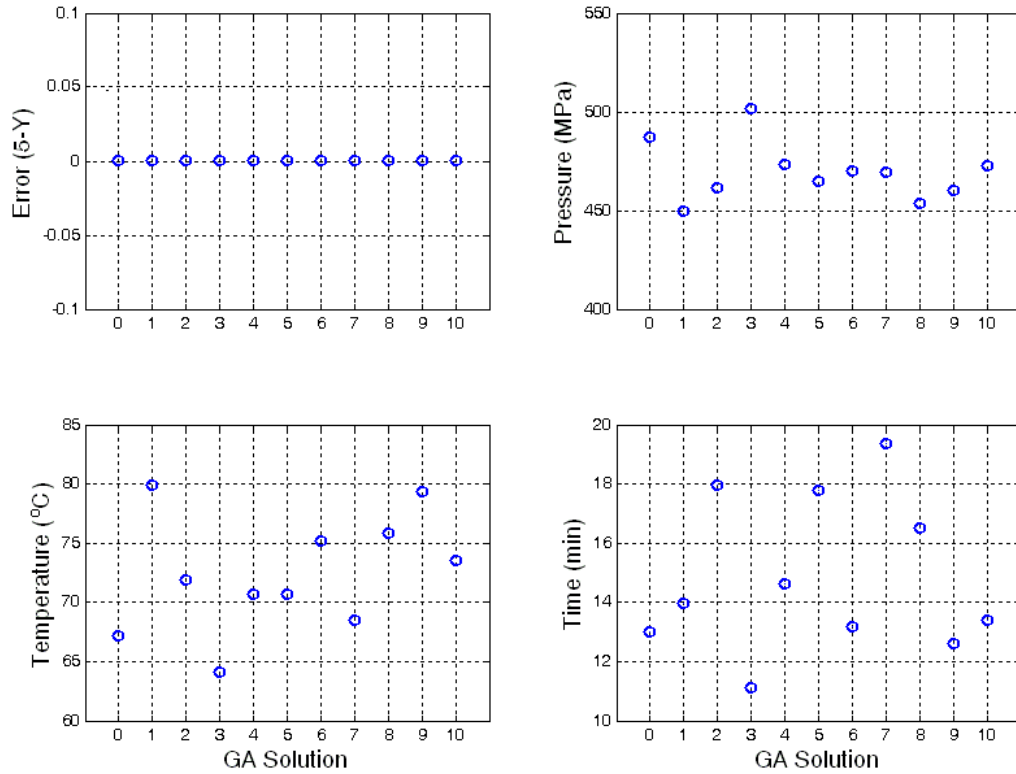 Error (5-Y)
0.1
0.05
0
-0.05
-0.1
0 1 2 3 4 5 6 7 8 9 10
Pressure (MPa)
550
500
450
400
0 1 2 3 4 5 6 7 8 9 10
Temperature (⁰C)
85
80
75
70
65
60
0 1 2 3 4 5 6 7 8 9 10
GA Solution
Time (min)
20
18
16
14
12
10
0 1 2 3 4 5 6 7 8 9 10
GA Solution